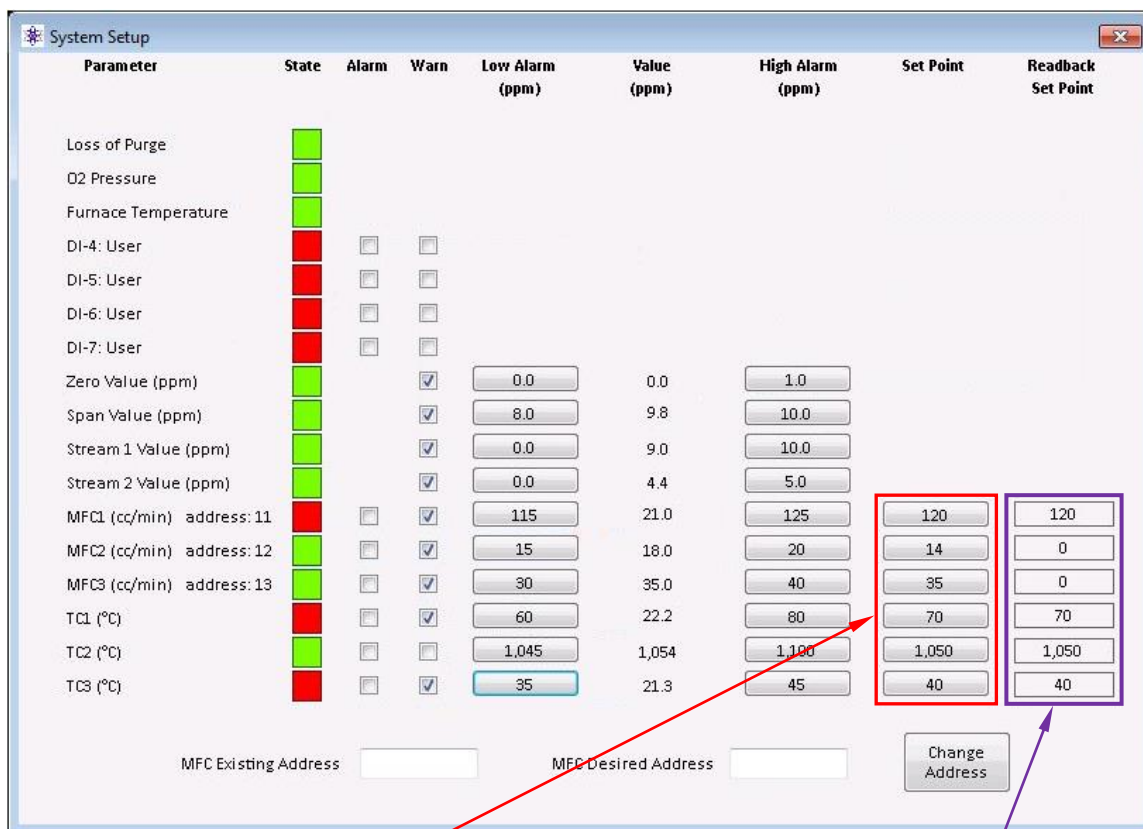 System Setup
Parameter State Alarm Warn Low Alarm (ppm) Value (ppm) High Alarm (ppm) Set Point Readback Set Point
Loss of Purge
O2 Pressure
Furnace Temperature
DI-4: User
DI-5: User
DI-6: User
DI-7: User
Zero Value (ppm) 0.0 0.0 1.0
Span Value (ppm) 8.0 9.8 10.0
Stream 1 Value (ppm) 0.0 9.0 10.0
Stream 2 Value (ppm) 0.0 4.4 5.0
MFC1 (cc/min) address: 11 115 21.0 125 120 120
MFC2 (cc/min) address: 12 15 18.0 20 14 0
MFC3 (cc/min) address: 13 30 35.0 40 35 0
TC1 (°C) 60 22.2 80 70 70
TC2 (°C) 1,045 1,054 1,050 1,050
TC3 (°C) 35 21.3 45 40 40
MFC Existing Address MFC Desired Address Change Address